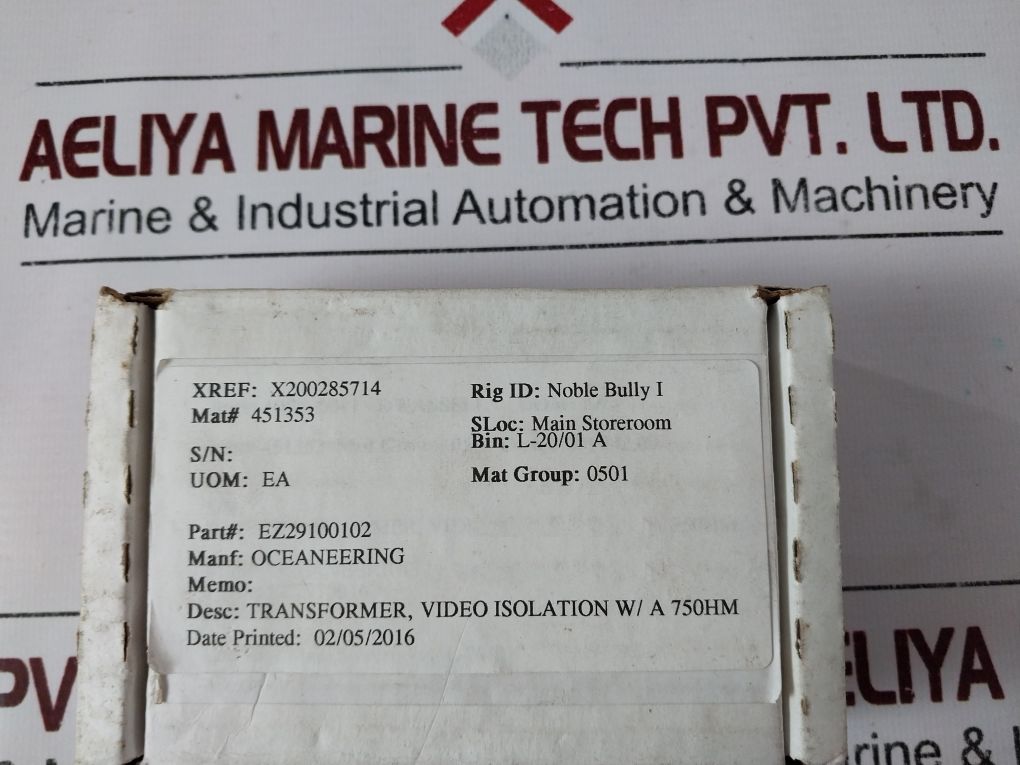 AELIYA MARINE TECH PVT. LTD.
Marine & Industrial Automation & Machinery
XREF: X200285714
Mat# 451353
S/N:
UOM: EA
Rig ID: Noble Bully I
SLoc: Main Storeroom
Bin: L-20/01 A
Mat Group: 0501
Part#: EZ29100102
Manf: OCEANEERING
Memo:
Desc: TRANSFORMER, VIDEO ISOLATION W/ A 750HM
Date Printed: 02/05/2016
PV
ELIYA
rine &